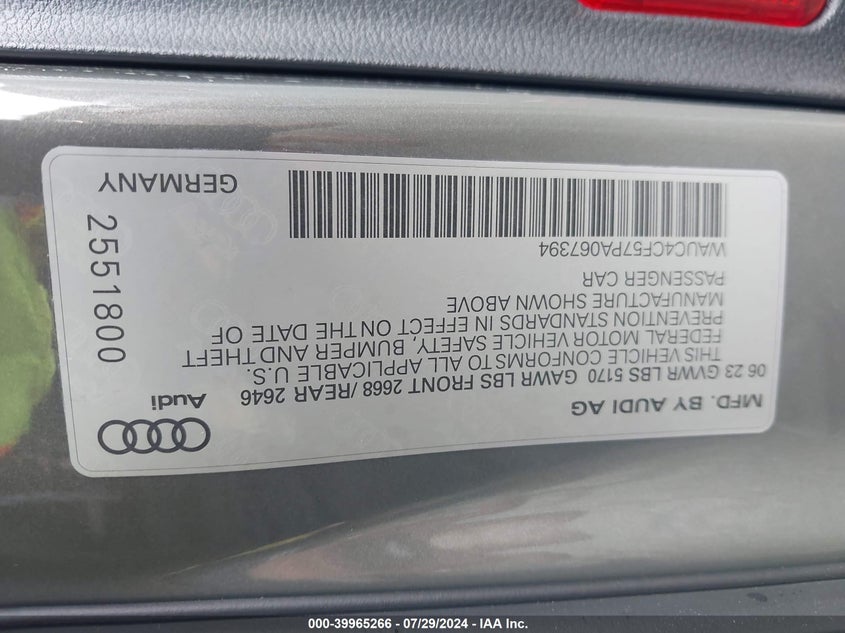 Audi
MFD. BY AUDI AG
06 23 GVWR LBS 5170 GAWR LBS FRONT 2668 /REAR 2646
THIS VEHICLE CONFORMS TO ALL APPLICABLE U.S.
FEDERAL MOTOR VEHICLE SAFETY, BUMPER AND THEFT
PREVENTION STANDARDS IN EFFECT ON THE DATE OF
MANUFACTURE SHOWN ABOVE
PASSENGER CAR
WAUC4CF57PA067394
GERMANY
2551800
000-39965266 - 07/29/2024 - IAA Inc.